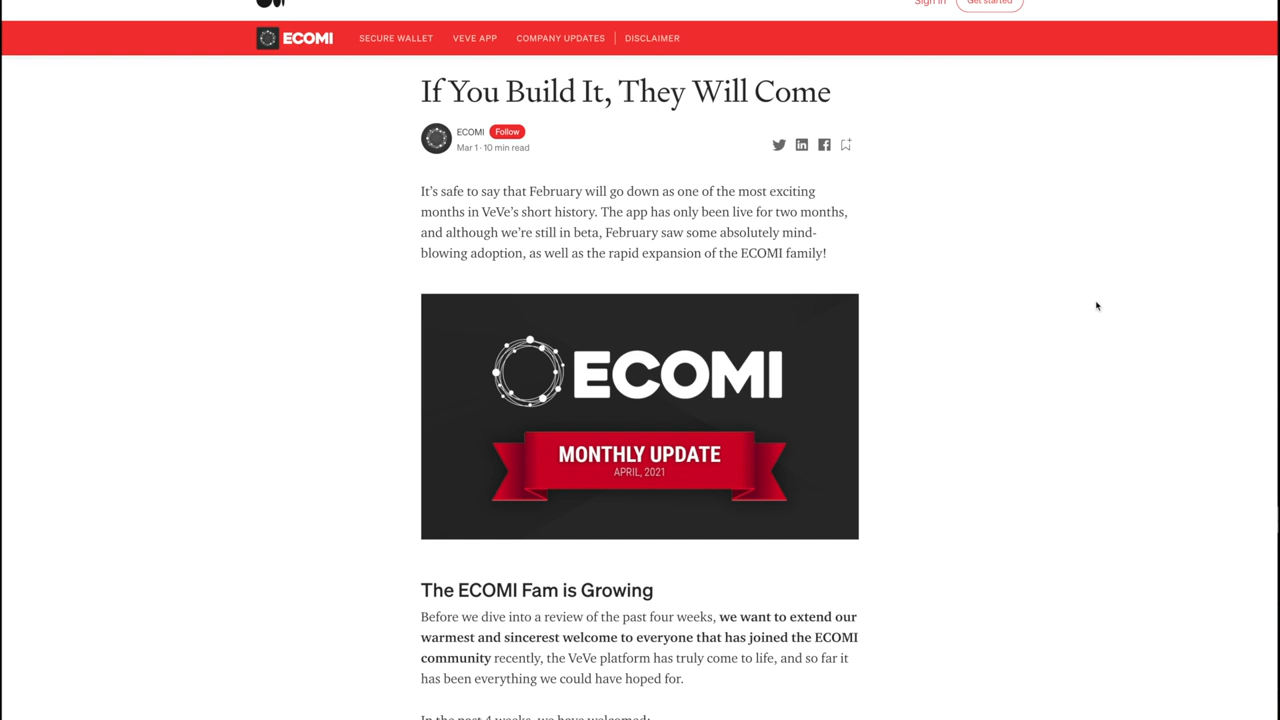 Sign in
Get started
ECOMI
SECURE WALLET
VEVE APP
COMPANY UPDATES
DISCLAIMER
If You Build It, They Will Come
ECOMI
Follow
Mar 1 · 10 min read
It’s safe to say that February will go down as one of the most exciting
months in VeVe’s short history. The app has only been live for two months,
and although we’re still in beta, February saw some absolutely mind-
blowing adoption, as well as the rapid expansion of the ECOMI family!
ECOMI
MONTHLY UPDATE
APRIL, 2021
The ECOMI Fam is Growing
Before we dive into a review of the past four weeks, we want to extend our
warmest and sincerest welcome to everyone that has joined the ECOMI
community recently, the VeVe platform has truly come to life, and so far it
has been everything we could have hoped for.
In the past 4 weeks, we have welcomed: